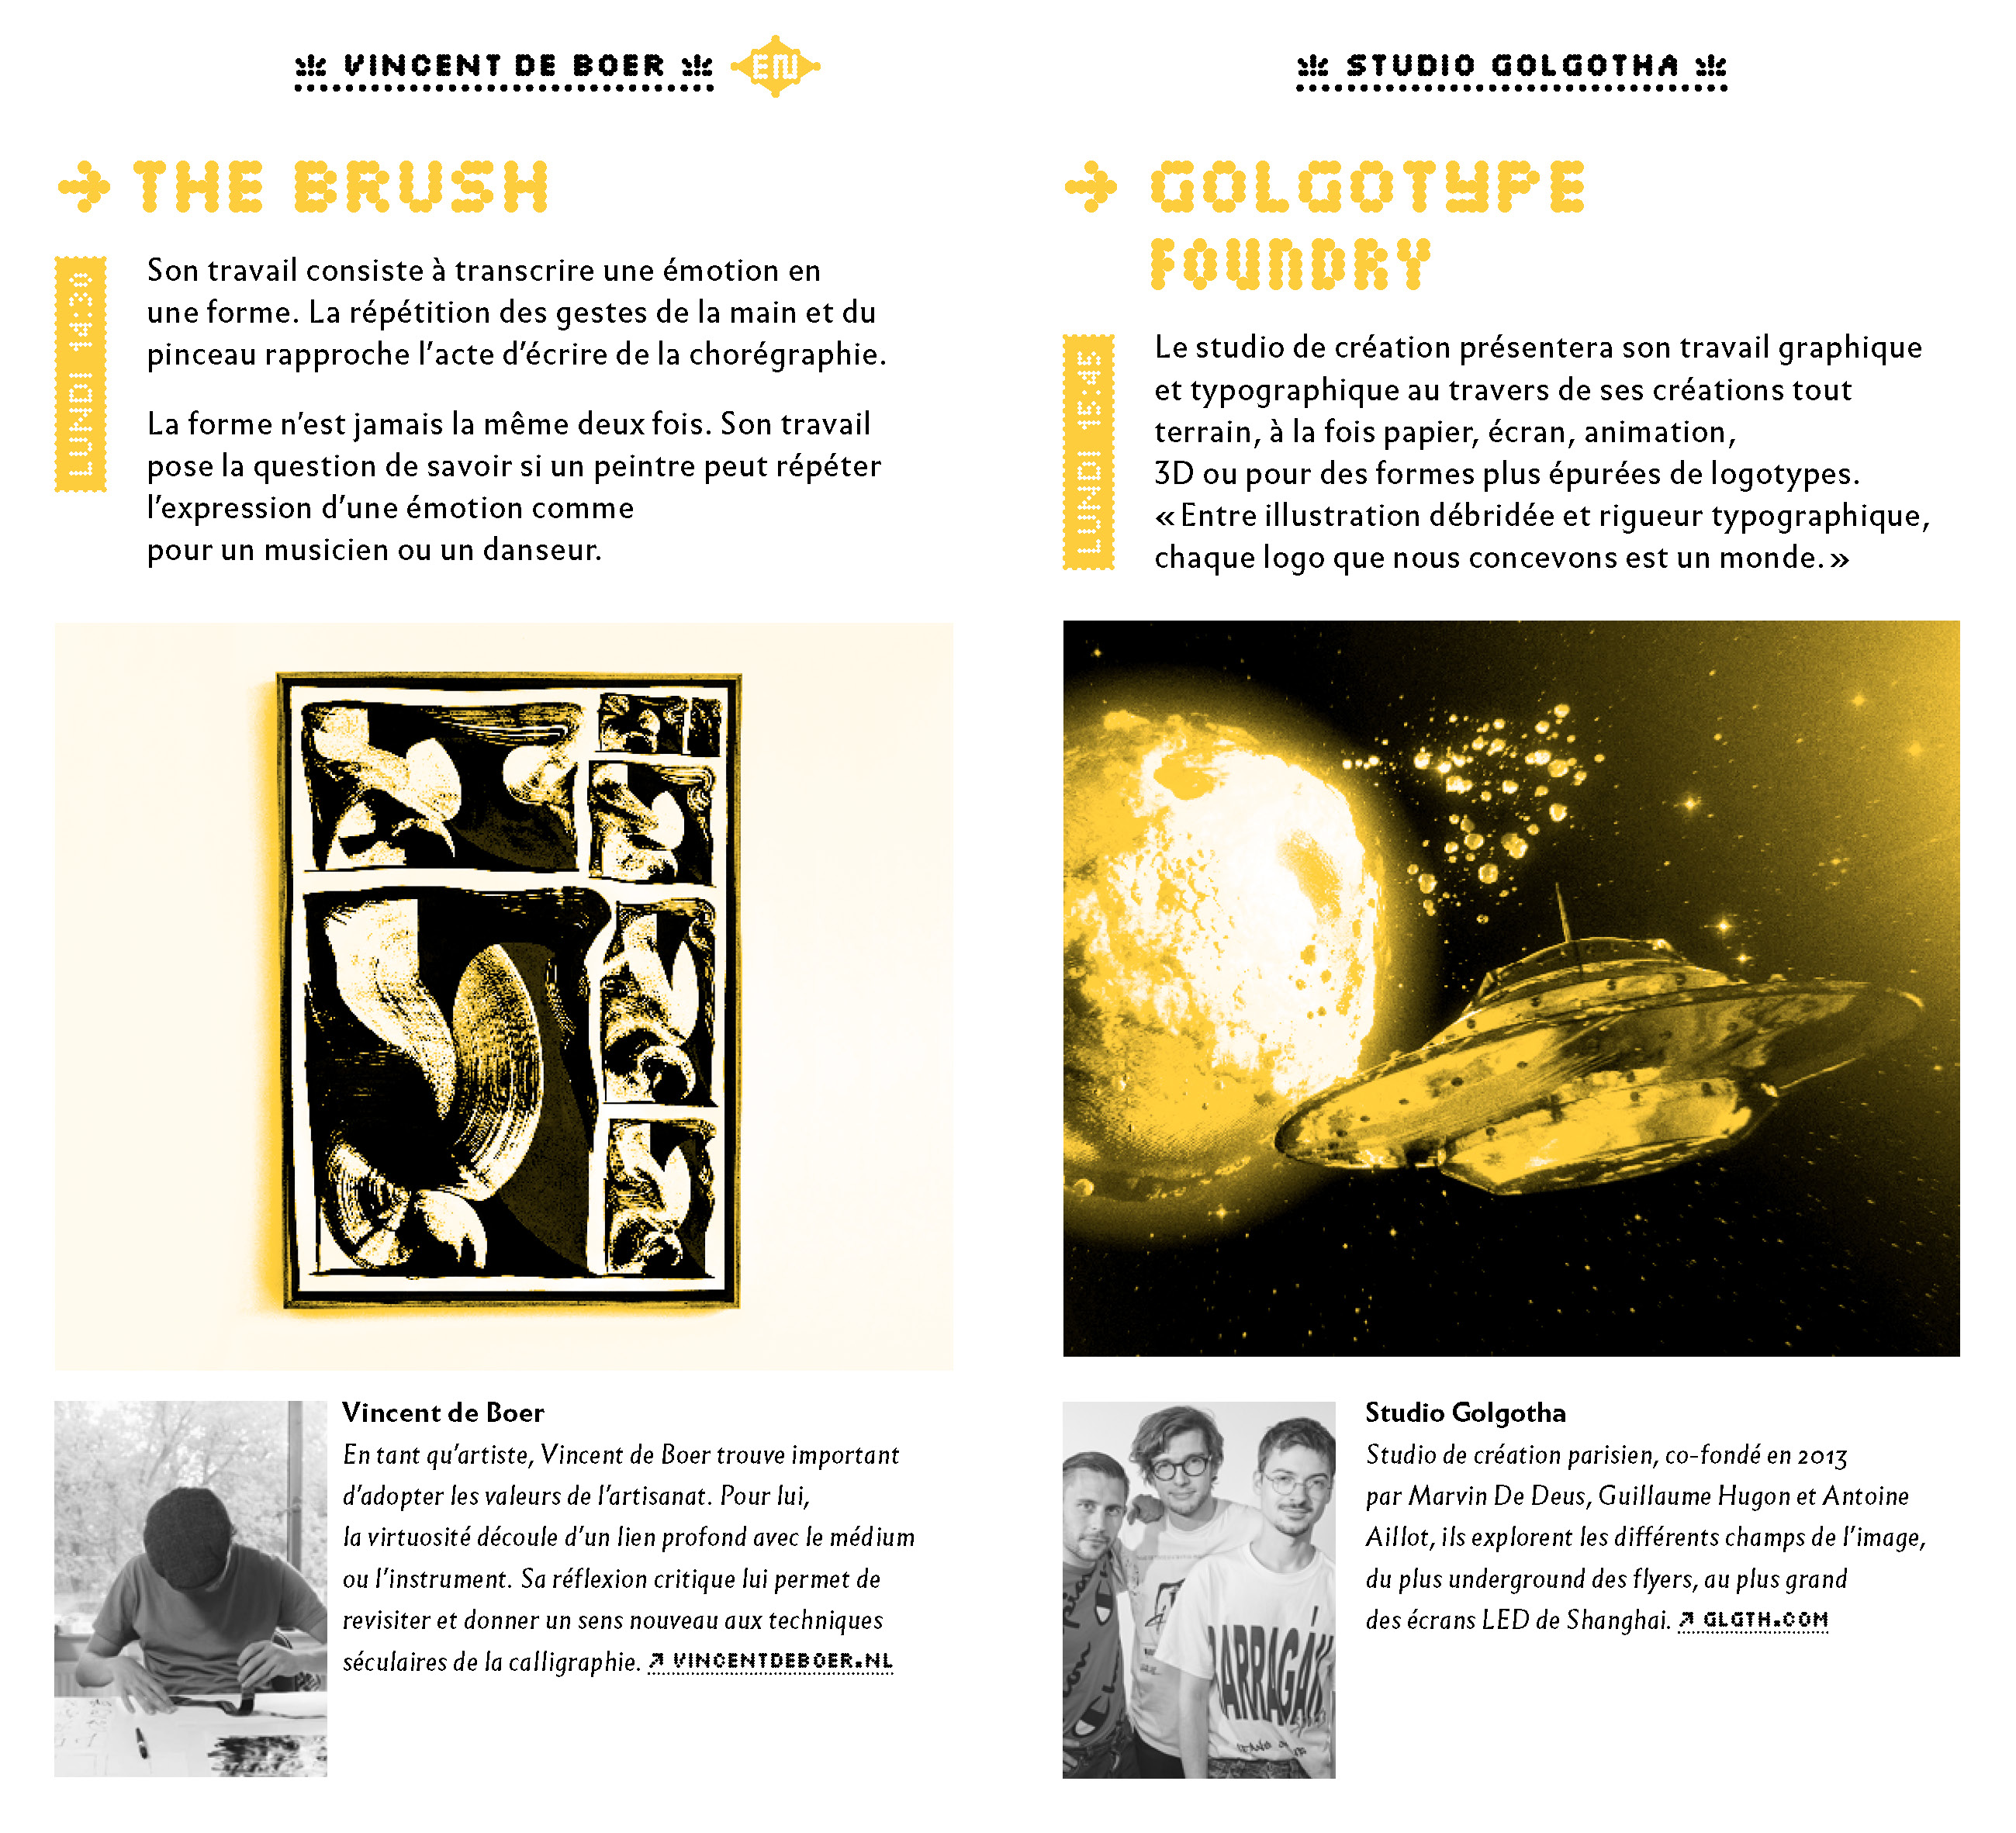 VINCENT DE BOER
EN
THE BRUSH
LUNDI 14:30
Son travail consiste à transcrire une émotion en
une forme. La répétition des gestes de la main et du
pinceau rapproche l’acte d’écrire de la chorégraphie.
La forme n’est jamais la même deux fois. Son travail
pose la question de savoir si un peintre peut répéter
l’expression d’une émotion comme
pour un musicien ou un danseur.
Vincent de Boer
En tant qu’artiste, Vincent de Boer trouve important
d’adopter les valeurs de l’artisanat. Pour lui,
la virtuosité découle d’un lien profond avec le médium
ou l’instrument. Sa réflexion critique lui permet de
revisiter et donner un sens nouveau aux techniques
séculaires de la calligraphie. ↗ VINCENTDEBOER.NL
STUDIO GOLGOTHA
GOLGOTYPE
FOUNDRY
LUNDI 15:45
Le studio de création présentera son travail graphique
et typographique au travers de ses créations tout
terrain, à la fois papier, écran, animation,
3D ou pour des formes plus épurées de logotypes.
« Entre illustration débridée et rigueur typographique,
chaque logo que nous concevons est un monde. »
Studio Golgotha
Studio de création parisien, co-fondé en 2013
par Marvin De Deus, Guillaume Hugon et Antoine
Aillot, ils explorent les différents champs de l’image,
du plus underground des flyers, au plus grand
des écrans LED de Shanghai. ↗ GLGTH.COM